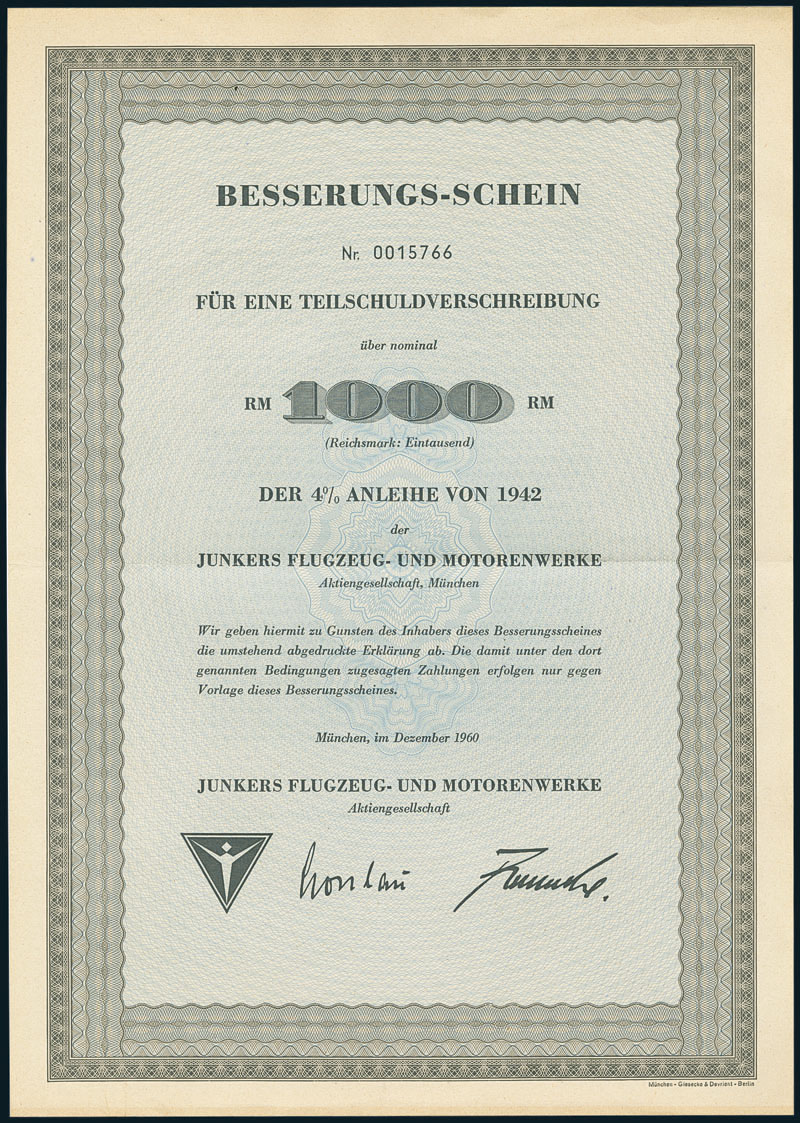 BESSERUNGS-SCHEIN
Nr. 0015766
FÜR EINE TEILSCHULDVERSCHREIBUNG
über nominal
RM 1000 RM
(Reichsmark: Eintausend)
DER 4% ANLEIHE VON 1942
der
JUNKERS FLUGZEUG- UND MOTORENWERKE
Aktiengesellschaft, München
Wir geben hiermit zu Gunsten des Inhabers dieses Besserungsscheines
die umstehend abgedruckte Erklärung ab. Die damit unter den dort
genannten Bedingungen zugesagten Zahlungen erfolgen nur gegen
Vorlage dieses Besserungsscheines.
München, im Dezember 1960
JUNKERS FLUGZEUG- UND MOTORENWERKE
Aktiengesellschaft
München - Giesecke & Devrient - Berlin